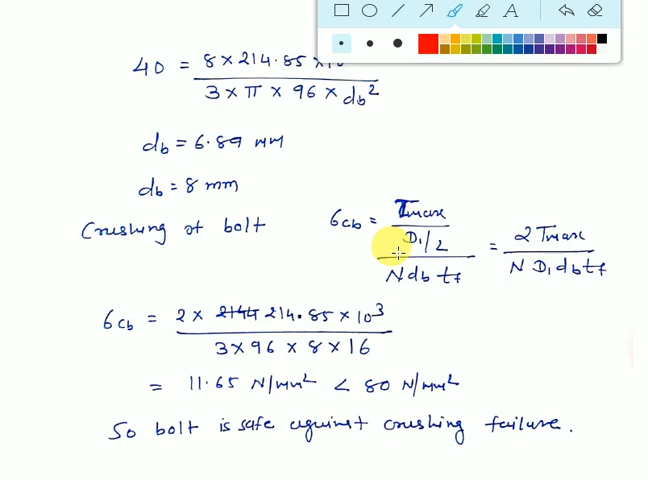 40 = 8 × 214.85 × 10 / 3 × π × 96 × db²
db = 6.89 mm
db = 8 mm
Crushing of bolt
σcb = (Tmax / (D1/2)) / (N db tf) = 2 Tmax / (N D1 db tf)
σcb = 2 × 2144 214.85 × 10³ / 3 × 96 × 8 × 16
= 11.65 N/mm² < 80 N/mm²
So bolt is safe against crushing failure.